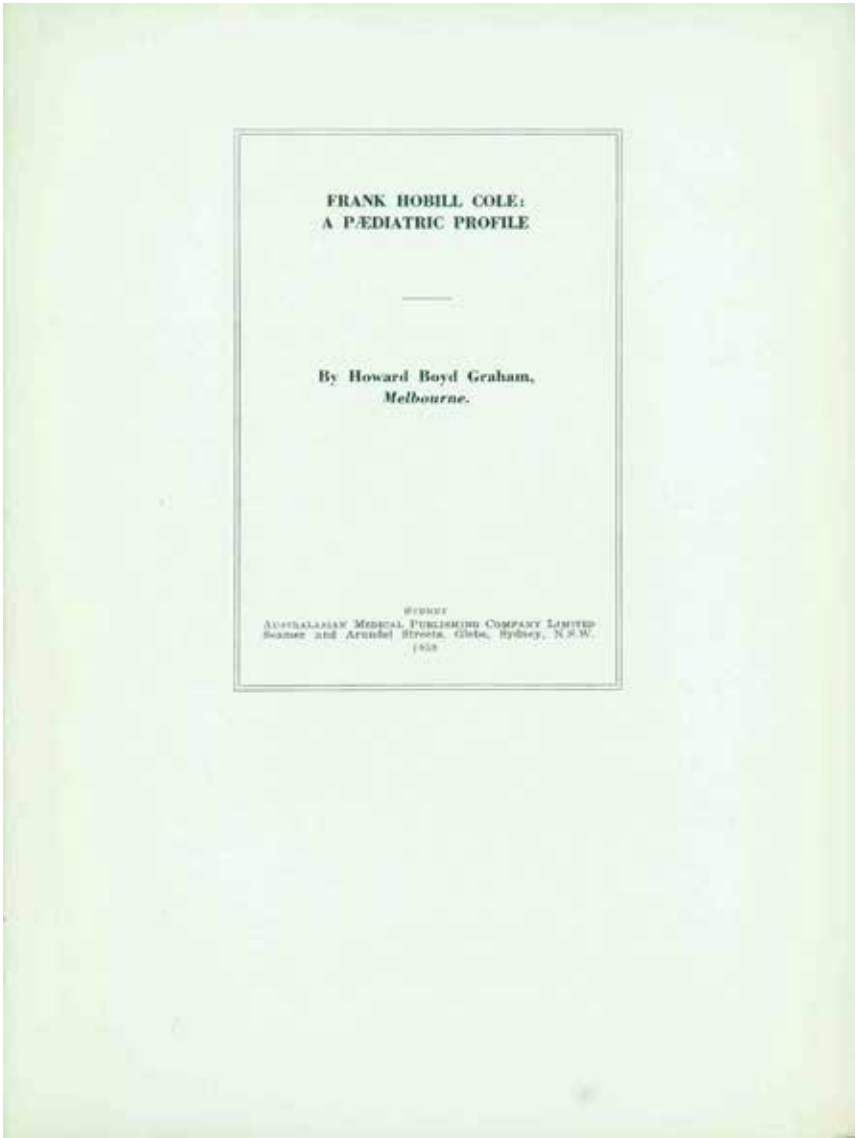 FRANK HOBILL COLE:
A PÆDIATRIC PROFILE
By Howard Boyd Graham,
Melbourne.
SYDNEY
AUSTRALASIAN MEDICAL PUBLISHING COMPANY LIMITED
Seamer and Arundel Streets, Glebe, Sydney, N.S.W.